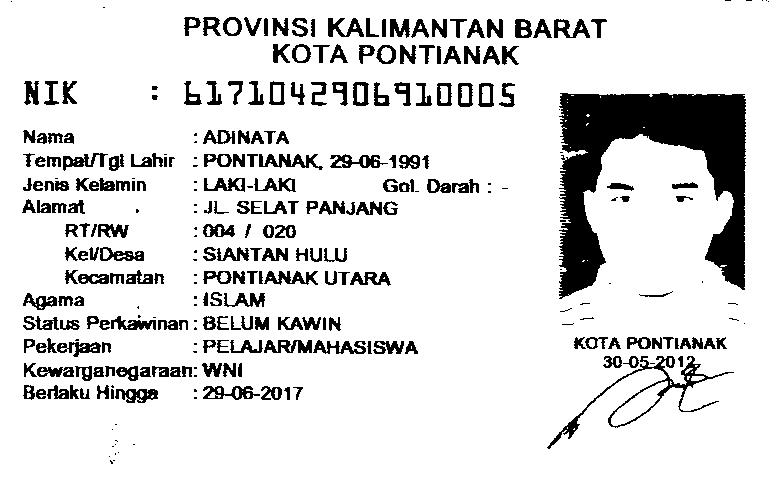 PROVINSI KALIMANTAN BARAT
KOTA PONTIANAK
NIK : 6171042906910005
Nama : ADINATA
Tempat/Tgl Lahir : PONTIANAK, 29-06-1991
Jenis Kelamin : LAKI-LAKI Gol. Darah : -
Alamat : JL. SELAT PANJANG
RT/RW : 004 / 020
Kel/Desa : SIANTAN HULU
Kecamatan : PONTIANAK UTARA
Agama : ISLAM
Status Perkawinan : BELUM KAWIN
Pekerjaan : PELAJAR/MAHASISWA
Kewarganegaraan: WNI
Berlaku Hingga : 29-06-2017
KOTA PONTIANAK
30-05-2012